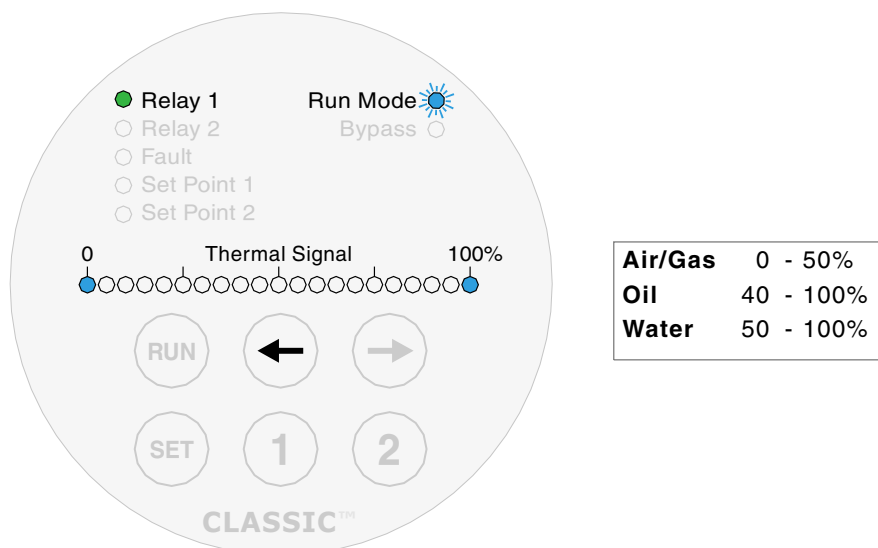 Relay 1 Run Mode
Relay 2 Bypass
Fault
Set Point 1
Set Point 2
0 Thermal Signal 100%
RUN
SET 1 2
CLASSIC™
Air/Gas 0 - 50%
Oil 40 - 100%
Water 50 - 100%